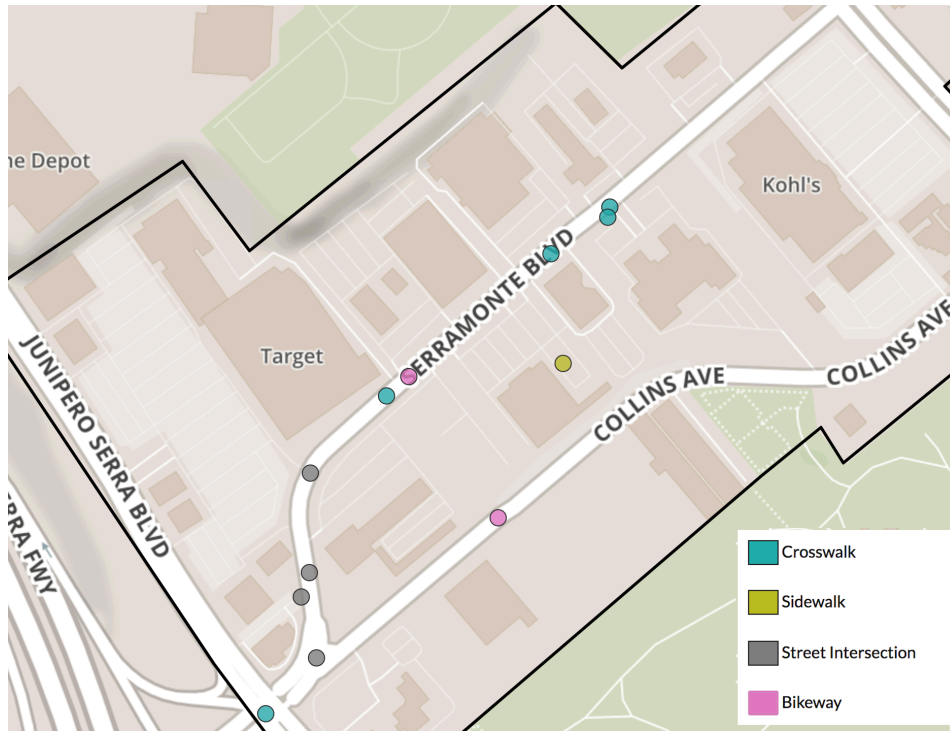 ne Depot
Kohl's
ERRAMONTE BLVD
Target
COLLINS AVE
COLLINS AVE
JUNIPERO SERRA BLVD
RRA FWY
Crosswalk
Sidewalk
Street Intersection
Bikeway